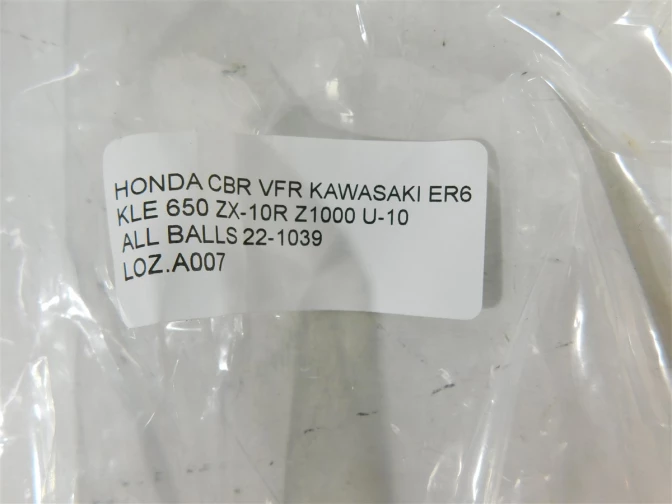 HONDA CBR VFR KAWASAKI ER6
KLE 650 ZX-10R Z1000 U-10
ALL BALLS 22-1039
LOZ.A007